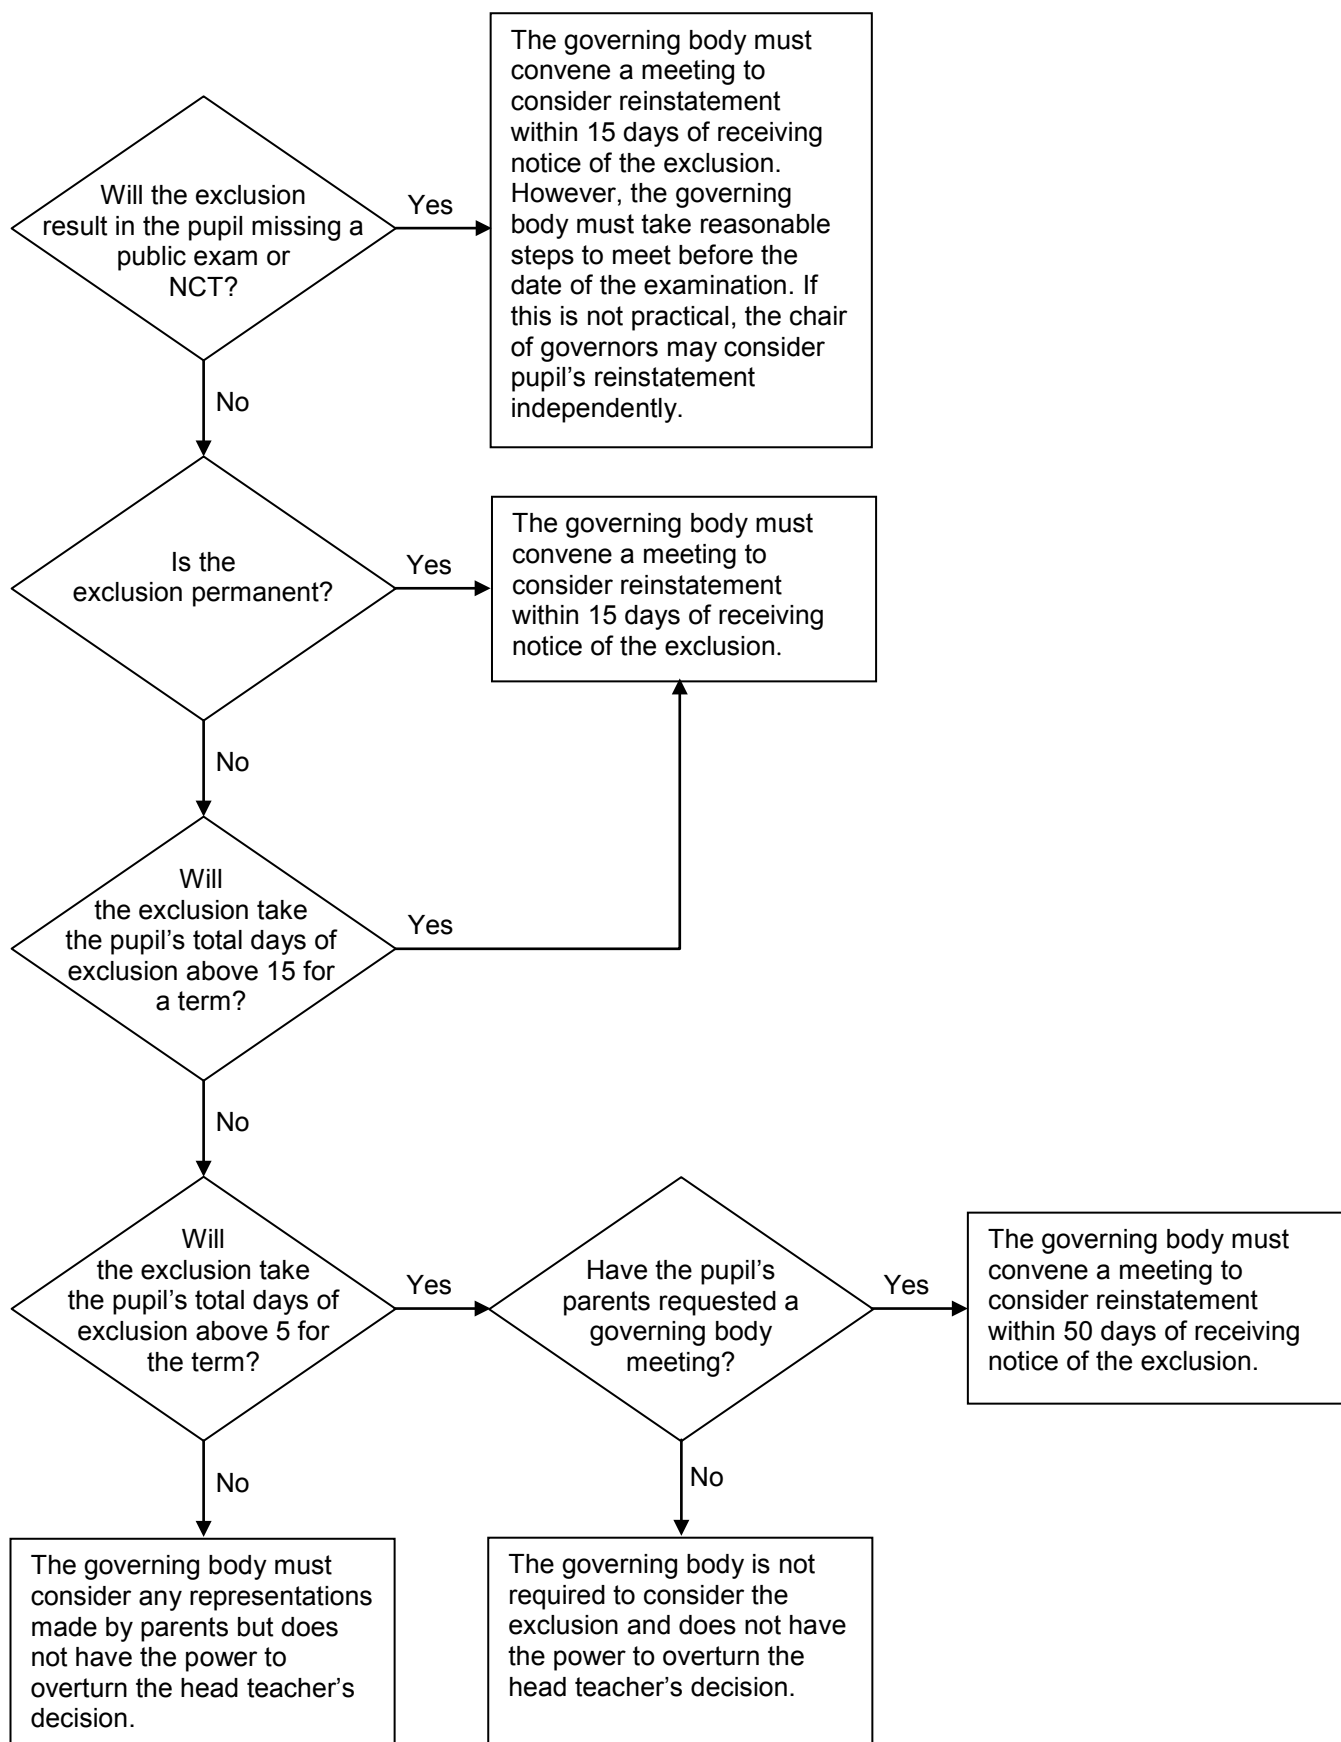 The governing body must
convene a meeting to
consider reinstatement
within 15 days of receiving
notice of the exclusion.
However, the governing
body must take reasonable
steps to meet before the
date of the examination. If
this is not practical, the chair
of governors may consider
pupil’s reinstatement
independently.
Will the exclusion
result in the pupil missing a
public exam or
NCT?
Yes
No
Is the
exclusion permanent?
Yes
The governing body must
convene a meeting to
consider reinstatement
within 15 days of receiving
notice of the exclusion.
No
Will
the exclusion take
the pupil’s total days of
exclusion above 15 for
a term?
Yes
No
Will
the exclusion take
the pupil’s total days of
exclusion above 5 for
the term?
Yes
Have the pupil’s
parents requested a
governing body
meeting?
Yes
The governing body must
convene a meeting to
consider reinstatement
within 50 days of receiving
notice of the exclusion.
No
No
The governing body must
consider any representations
made by parents but does
not have the power to
overturn the head teacher’s
decision.
The governing body is not
required to consider the
exclusion and does not have
the power to overturn the
head teacher’s decision.